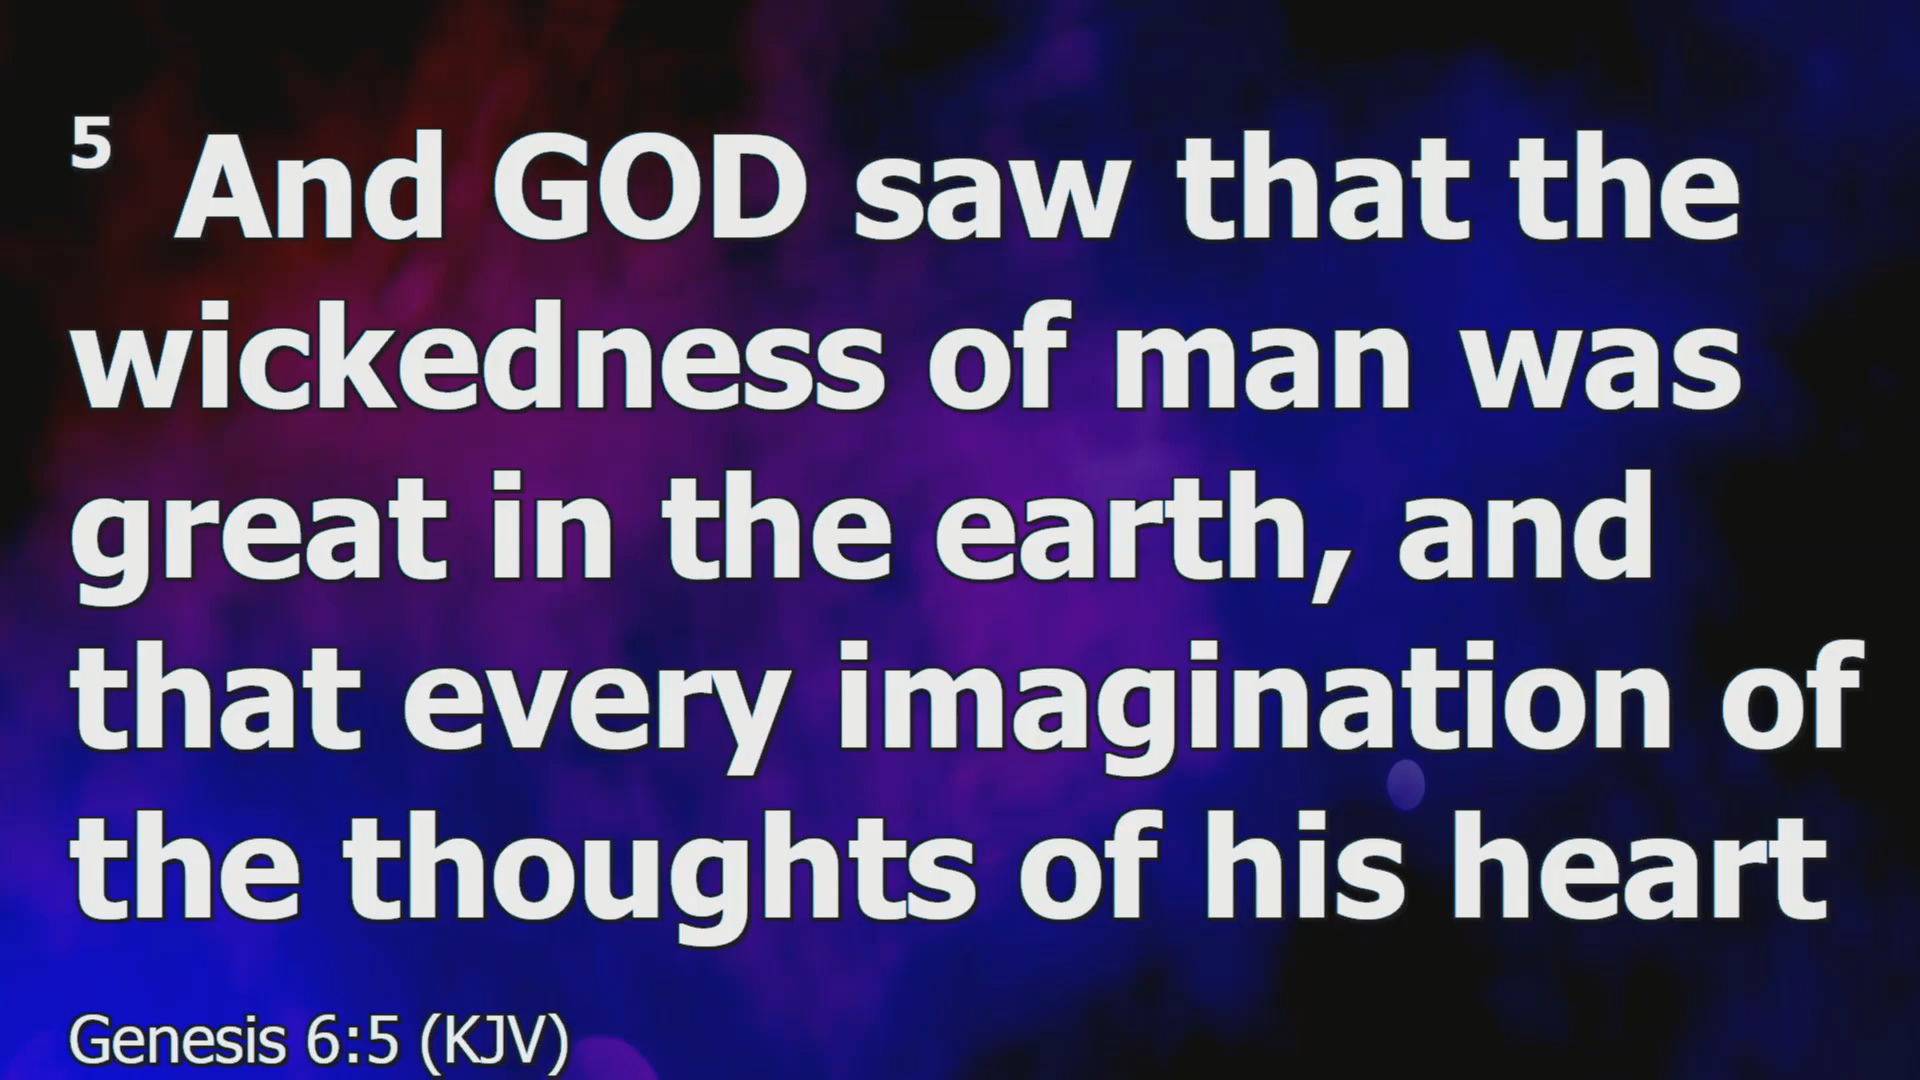 5 And GOD saw that the
wickedness of man was
great in the earth, and
that every imagination of
the thoughts of his heart
Genesis 6:5 (KJV)